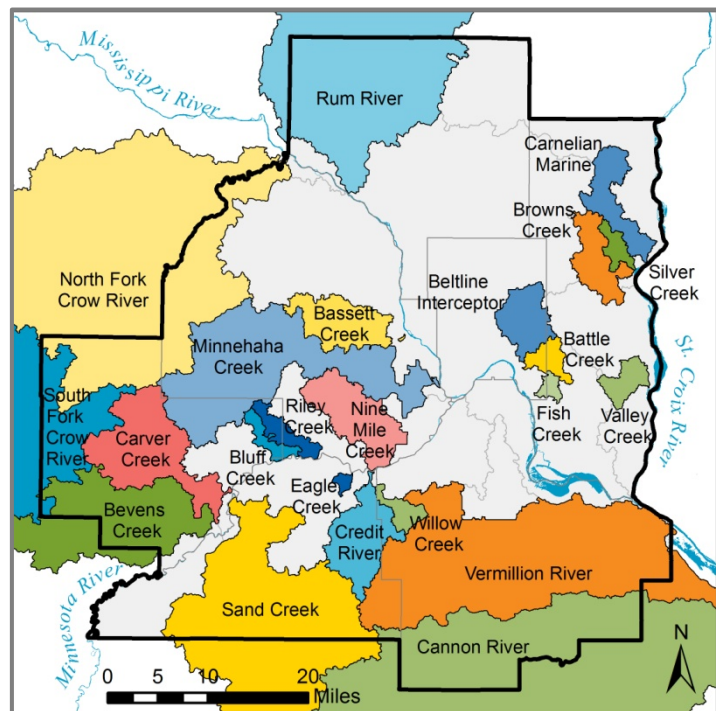 Mississippi River
Rum River
Carnelian
Marine
Browns
Creek
North Fork
Crow River
Silver
Creek
Beltline
Interceptor
Bassett
Creek
Minnehaha
Creek
Battle
Creek
St. Croix River
South
Fork
Crow
River
Carver
Creek
Riley
Creek
Nine
Mile
Creek
Fish
Creek
Valley
Creek
Bluff
Creek
Eagle
Creek
Bevens
Creek
Credit
River
Willow
Creek
Vermillion River
Minnesota River
Sand Creek
Cannon River
N
0 5 10 20
Miles